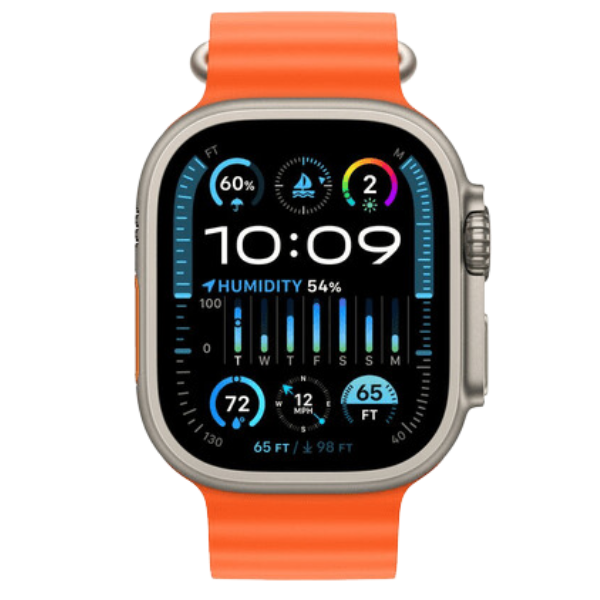 FT M
60% 2
10:09
HUMIDITY 54%
100
0
T W T F S S M
72 N W E S 12 MPH 65 FT
130 40
65 FT / 98 FT